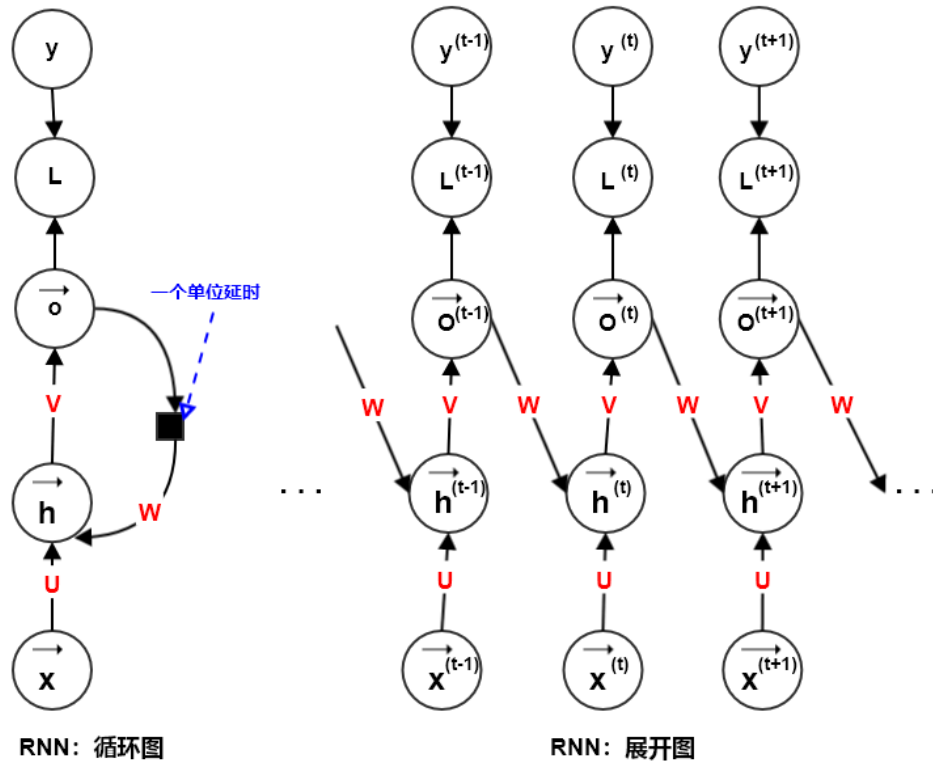 y y(t-1) y(t) y(t+1)
L L(t-1) L(t) L(t+1)
一个单位延时
o o(t-1) o(t) o(t+1)
V W V W V W V W
h ... h(t-1) h(t) h(t+1) ...
W
U U U U
x x(t-1) x(t) x(t+1)
RNN：循环图 RNN：展开图